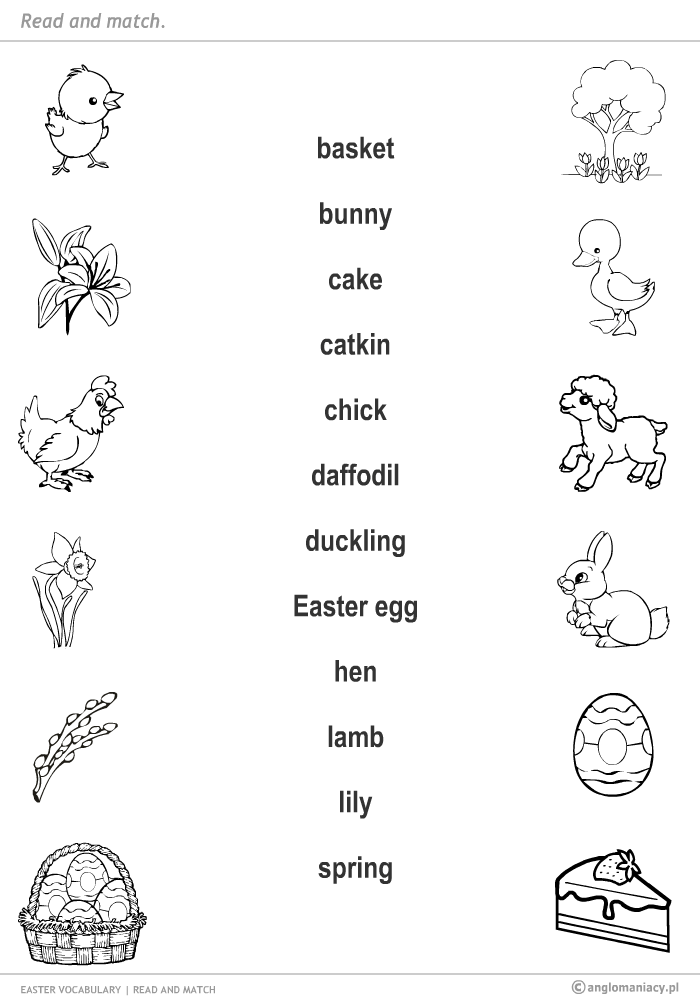 Read and match.
basket
bunny
cake
catkin
chick
daffodil
duckling
Easter egg
hen
lamb
lily
spring
EASTER VOCABULARY | READ AND MATCH
©anglomaniacy.pl